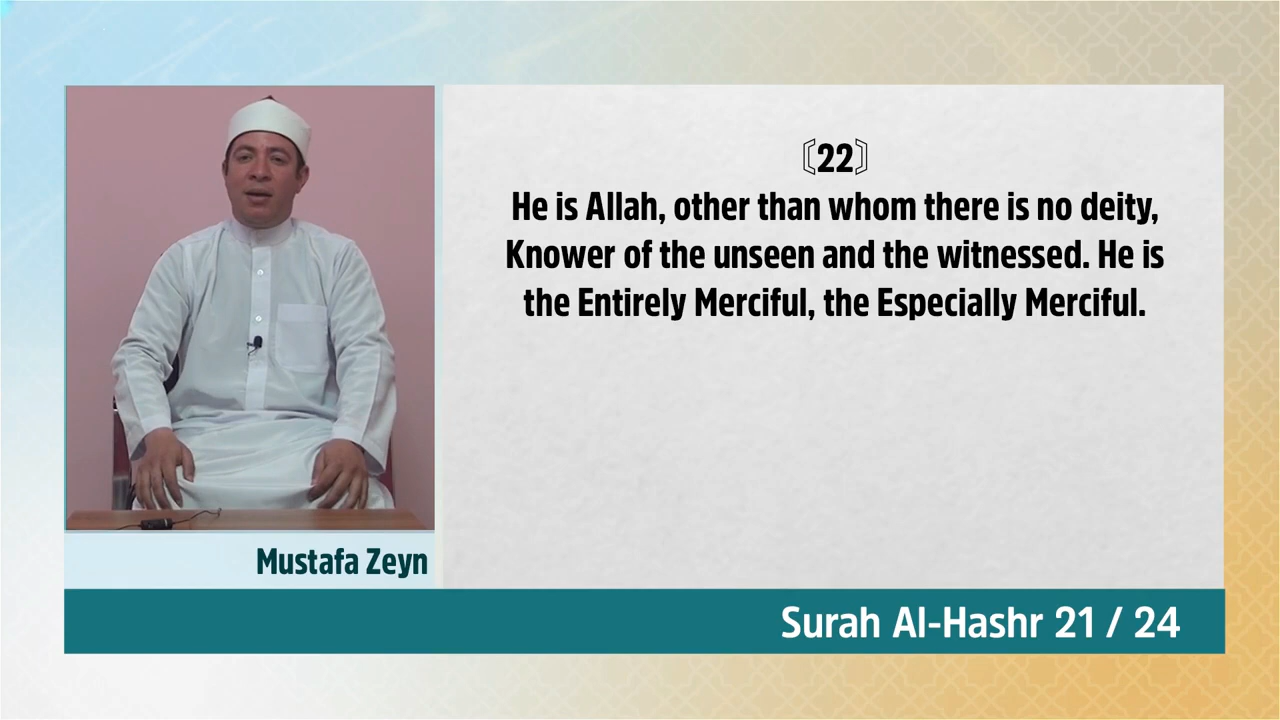 〔22〕
He is Allah, other than whom there is no deity,
Knower of the unseen and the witnessed. He is
the Entirely Merciful, the Especially Merciful.
Mustafa Zeyn
Surah Al-Hashr 21 / 24